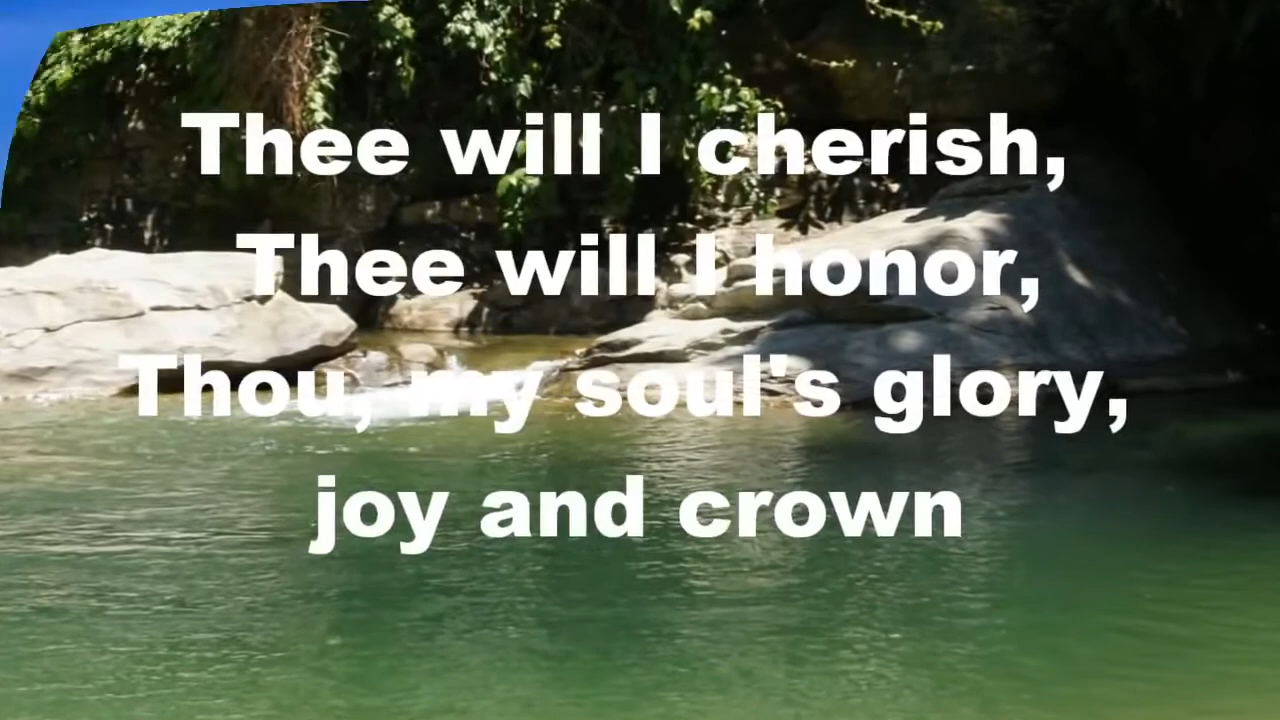 Thee will I cherish,
Thee will I honor,
Thou, my soul's glory,
joy and crown